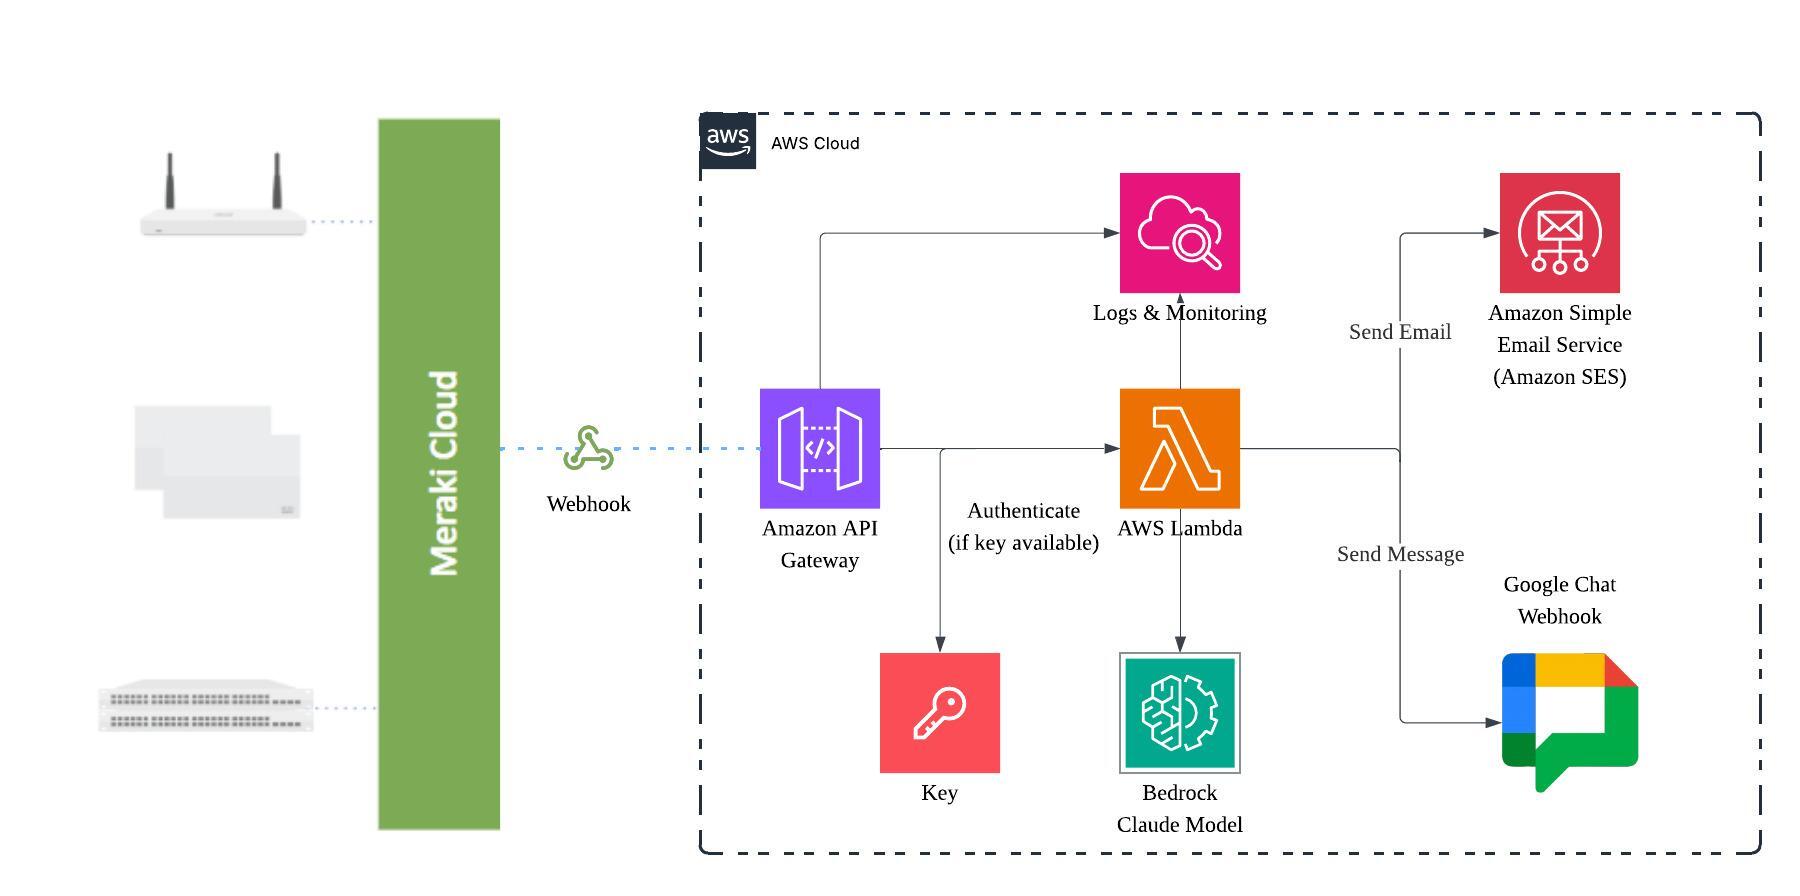 aws
AWS Cloud
Meraki Cloud
Webhook
Logs & Monitoring
Send Email
Amazon Simple
Email Service
(Amazon SES)
</>
Amazon API
Gateway
Authenticate
(if key available)
AWS Lambda
Send Message
Google Chat
Webhook
Key
Bedrock
Claude Model